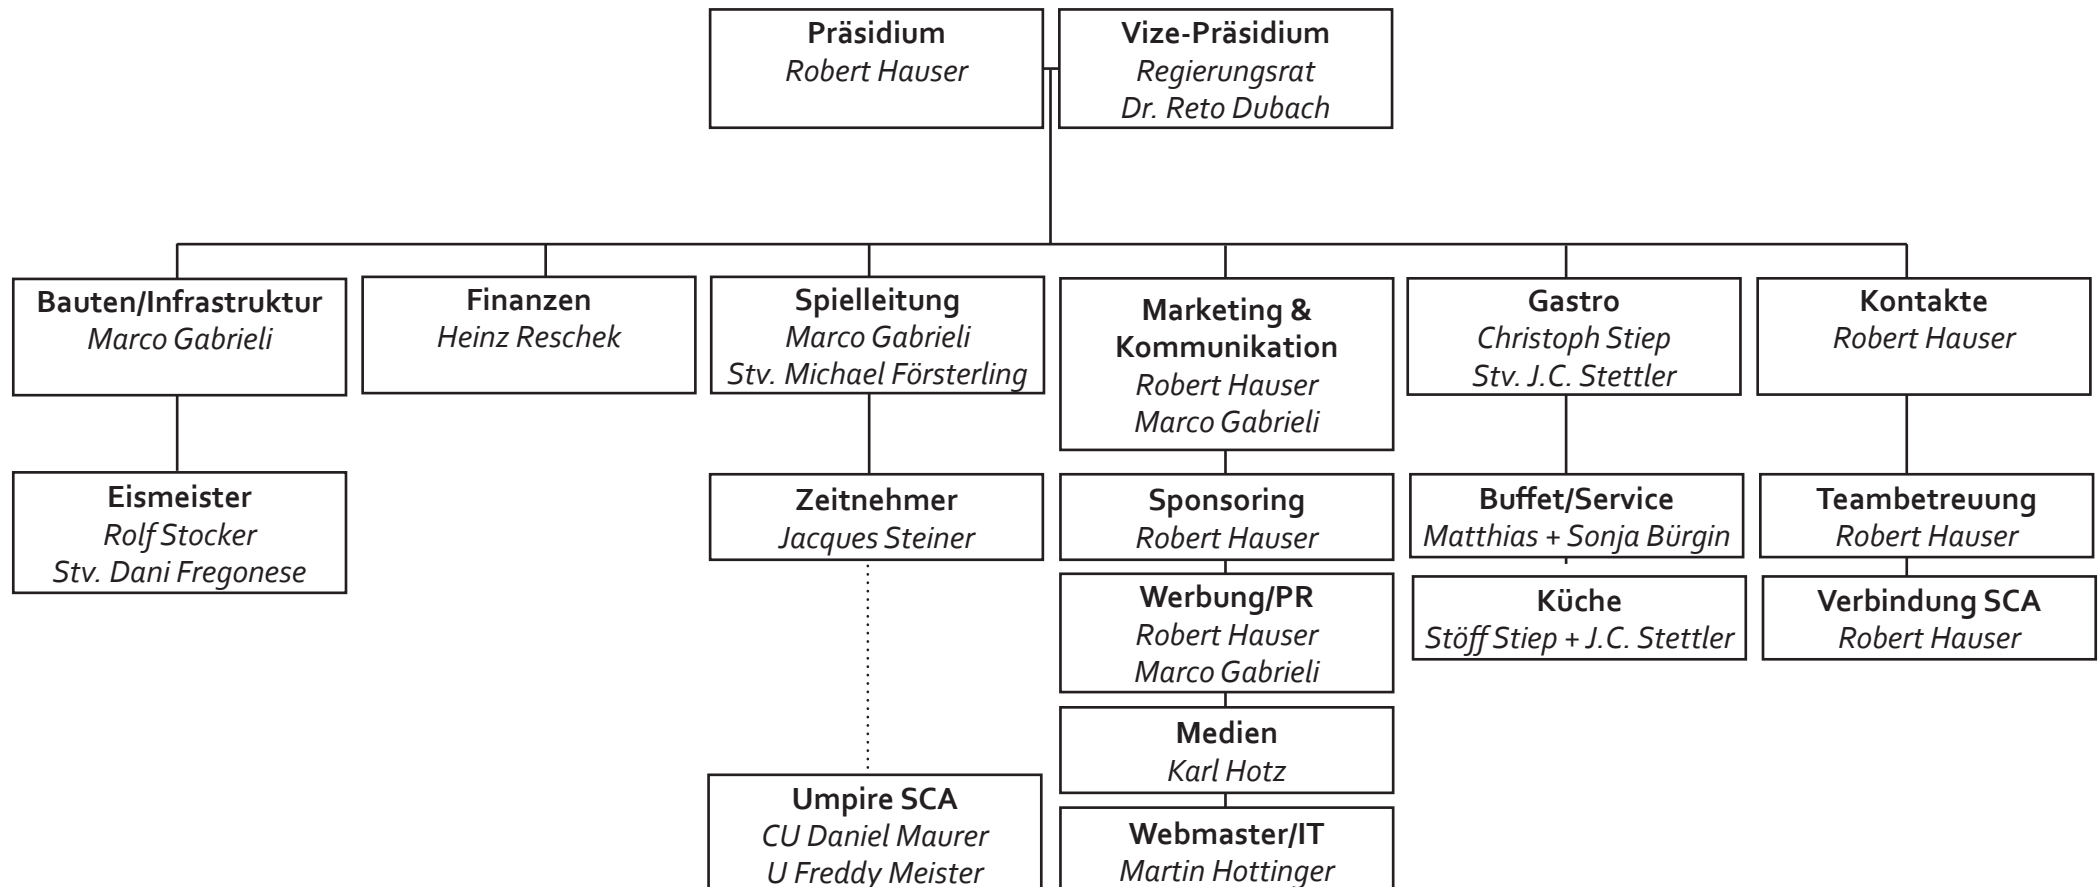 Präsidium
Robert Hauser
Vize-Präsidium
Regierungsrat
Dr. Reto Dubach
Bauten/Infrastruktur
Marco Gabrieli
Finanzen
Heinz Reschek
Spielleitung
Marco Gabrieli
Stv. Michael Försterling
Marketing &
Kommunikation
Robert Hauser
Marco Gabrieli
Gastro
Christoph Stiep
Stv. J.C. Stettler
Kontakte
Robert Hauser
Eismeister
Rolf Stocker
Stv. Dani Fregonese
Zeitnehmer
Jacques Steiner
Sponsoring
Robert Hauser
Buffet/Service
Matthias + Sonja Bürgin
Teambetreuung
Robert Hauser
Werbung/PR
Robert Hauser
Marco Gabrieli
Küche
Stöff Stiep + J.C. Stettler
Verbindung SCA
Robert Hauser
Medien
Karl Hotz
Umpire SCA
CU Daniel Maurer
U Freddy Meister
Webmaster/IT
Martin Hottinger